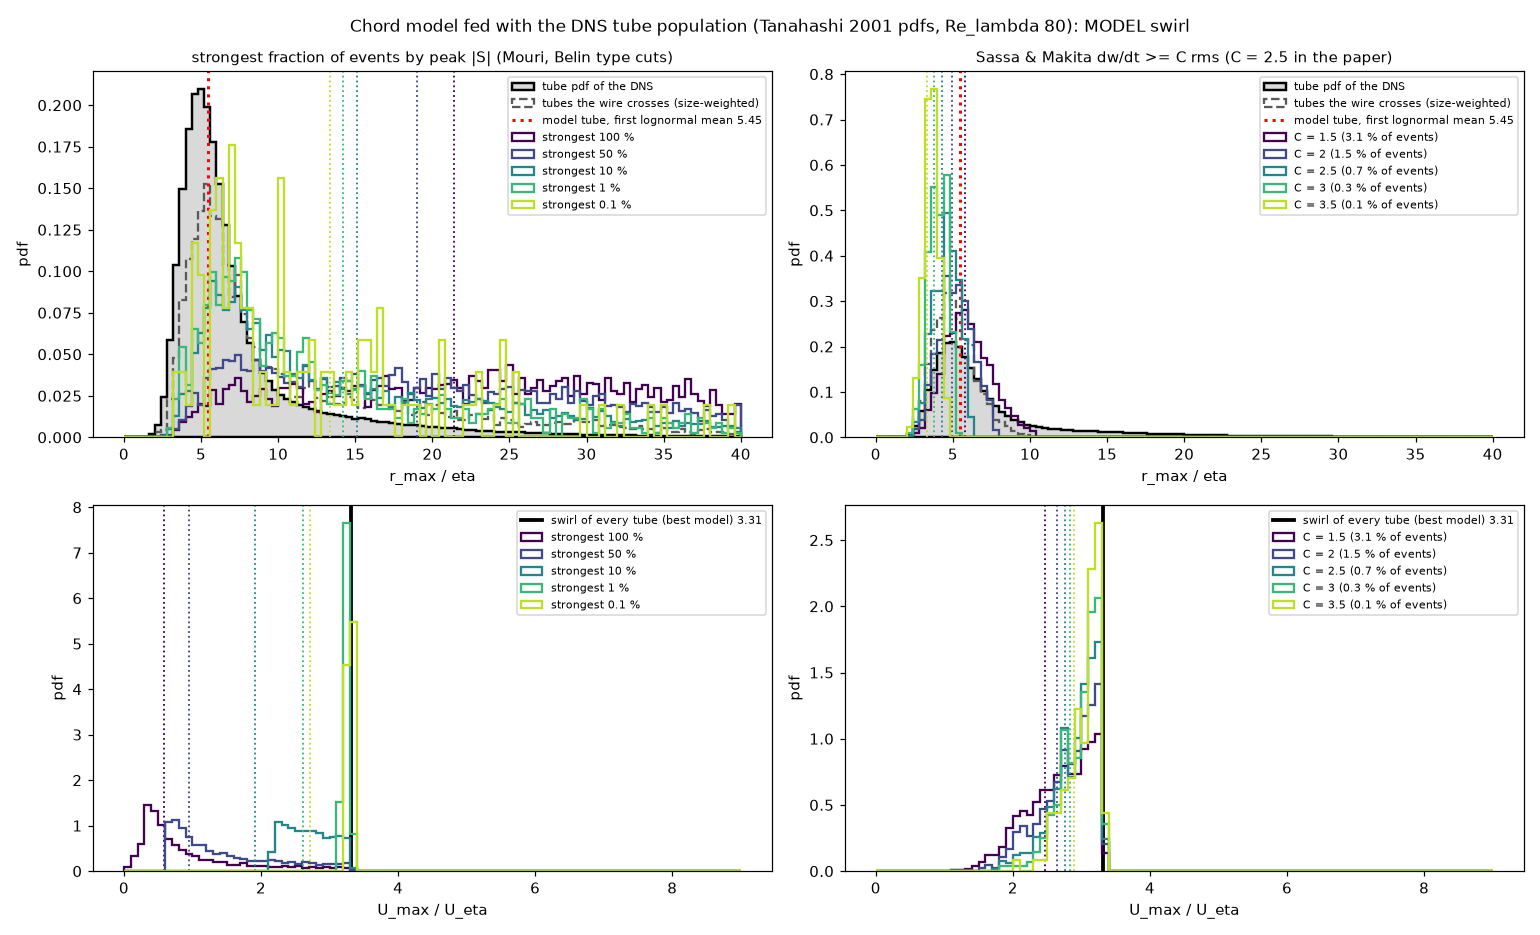 Chord model fed with the DNS tube population (Tanahashi 2001 pdfs, Re_lambda 80): MODEL swirl
strongest fraction of events by peak |S| (Mouri, Belin type cuts)
pdf
0.200
0.175
0.150
0.125
0.100
0.075
0.050
0.025
0.000
tube pdf of the DNS
tubes the wire crosses (size-weighted)
model tube, first lognormal mean 5.45
strongest 100 %
strongest 50 %
strongest 10 %
strongest 1 %
strongest 0.1 %
0 5 10 15 20 25 30 35 40
r_max / eta
Sassa & Makita dw/dt >= C rms (C = 2.5 in the paper)
pdf
0.8
0.7
0.6
0.5
0.4
0.3
0.2
0.1
0.0
tube pdf of the DNS
tubes the wire crosses (size-weighted)
model tube, first lognormal mean 5.45
C = 1.5 (3.1 % of events)
C = 2 (1.5 % of events)
C = 2.5 (0.7 % of events)
C = 3 (0.3 % of events)
C = 3.5 (0.1 % of events)
0 5 10 15 20 25 30 35 40
r_max / eta
pdf
8
7
6
5
4
3
2
1
0
swirl of every tube (best model) 3.31
strongest 100 %
strongest 50 %
strongest 10 %
strongest 1 %
strongest 0.1 %
0 2 4 6 8
U_max / U_eta
pdf
2.5
2.0
1.5
1.0
0.5
0.0
swirl of every tube (best model) 3.31
C = 1.5 (3.1 % of events)
C = 2 (1.5 % of events)
C = 2.5 (0.7 % of events)
C = 3 (0.3 % of events)
C = 3.5 (0.1 % of events)
0 2 4 6 8
U_max / U_eta